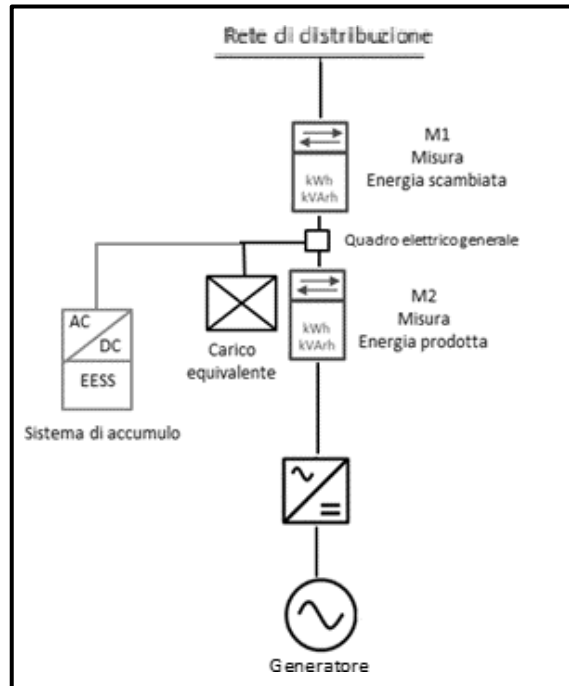 Rete di distribuzione
M1
Misura
Energia scambiata
kWh
kVArh
Quadro elettrico generale
M2
Misura
Energia prodotta
kWh
kVArh
AC
DC
EESS
Carico
equivalente
Sistema di accumulo
Generatore